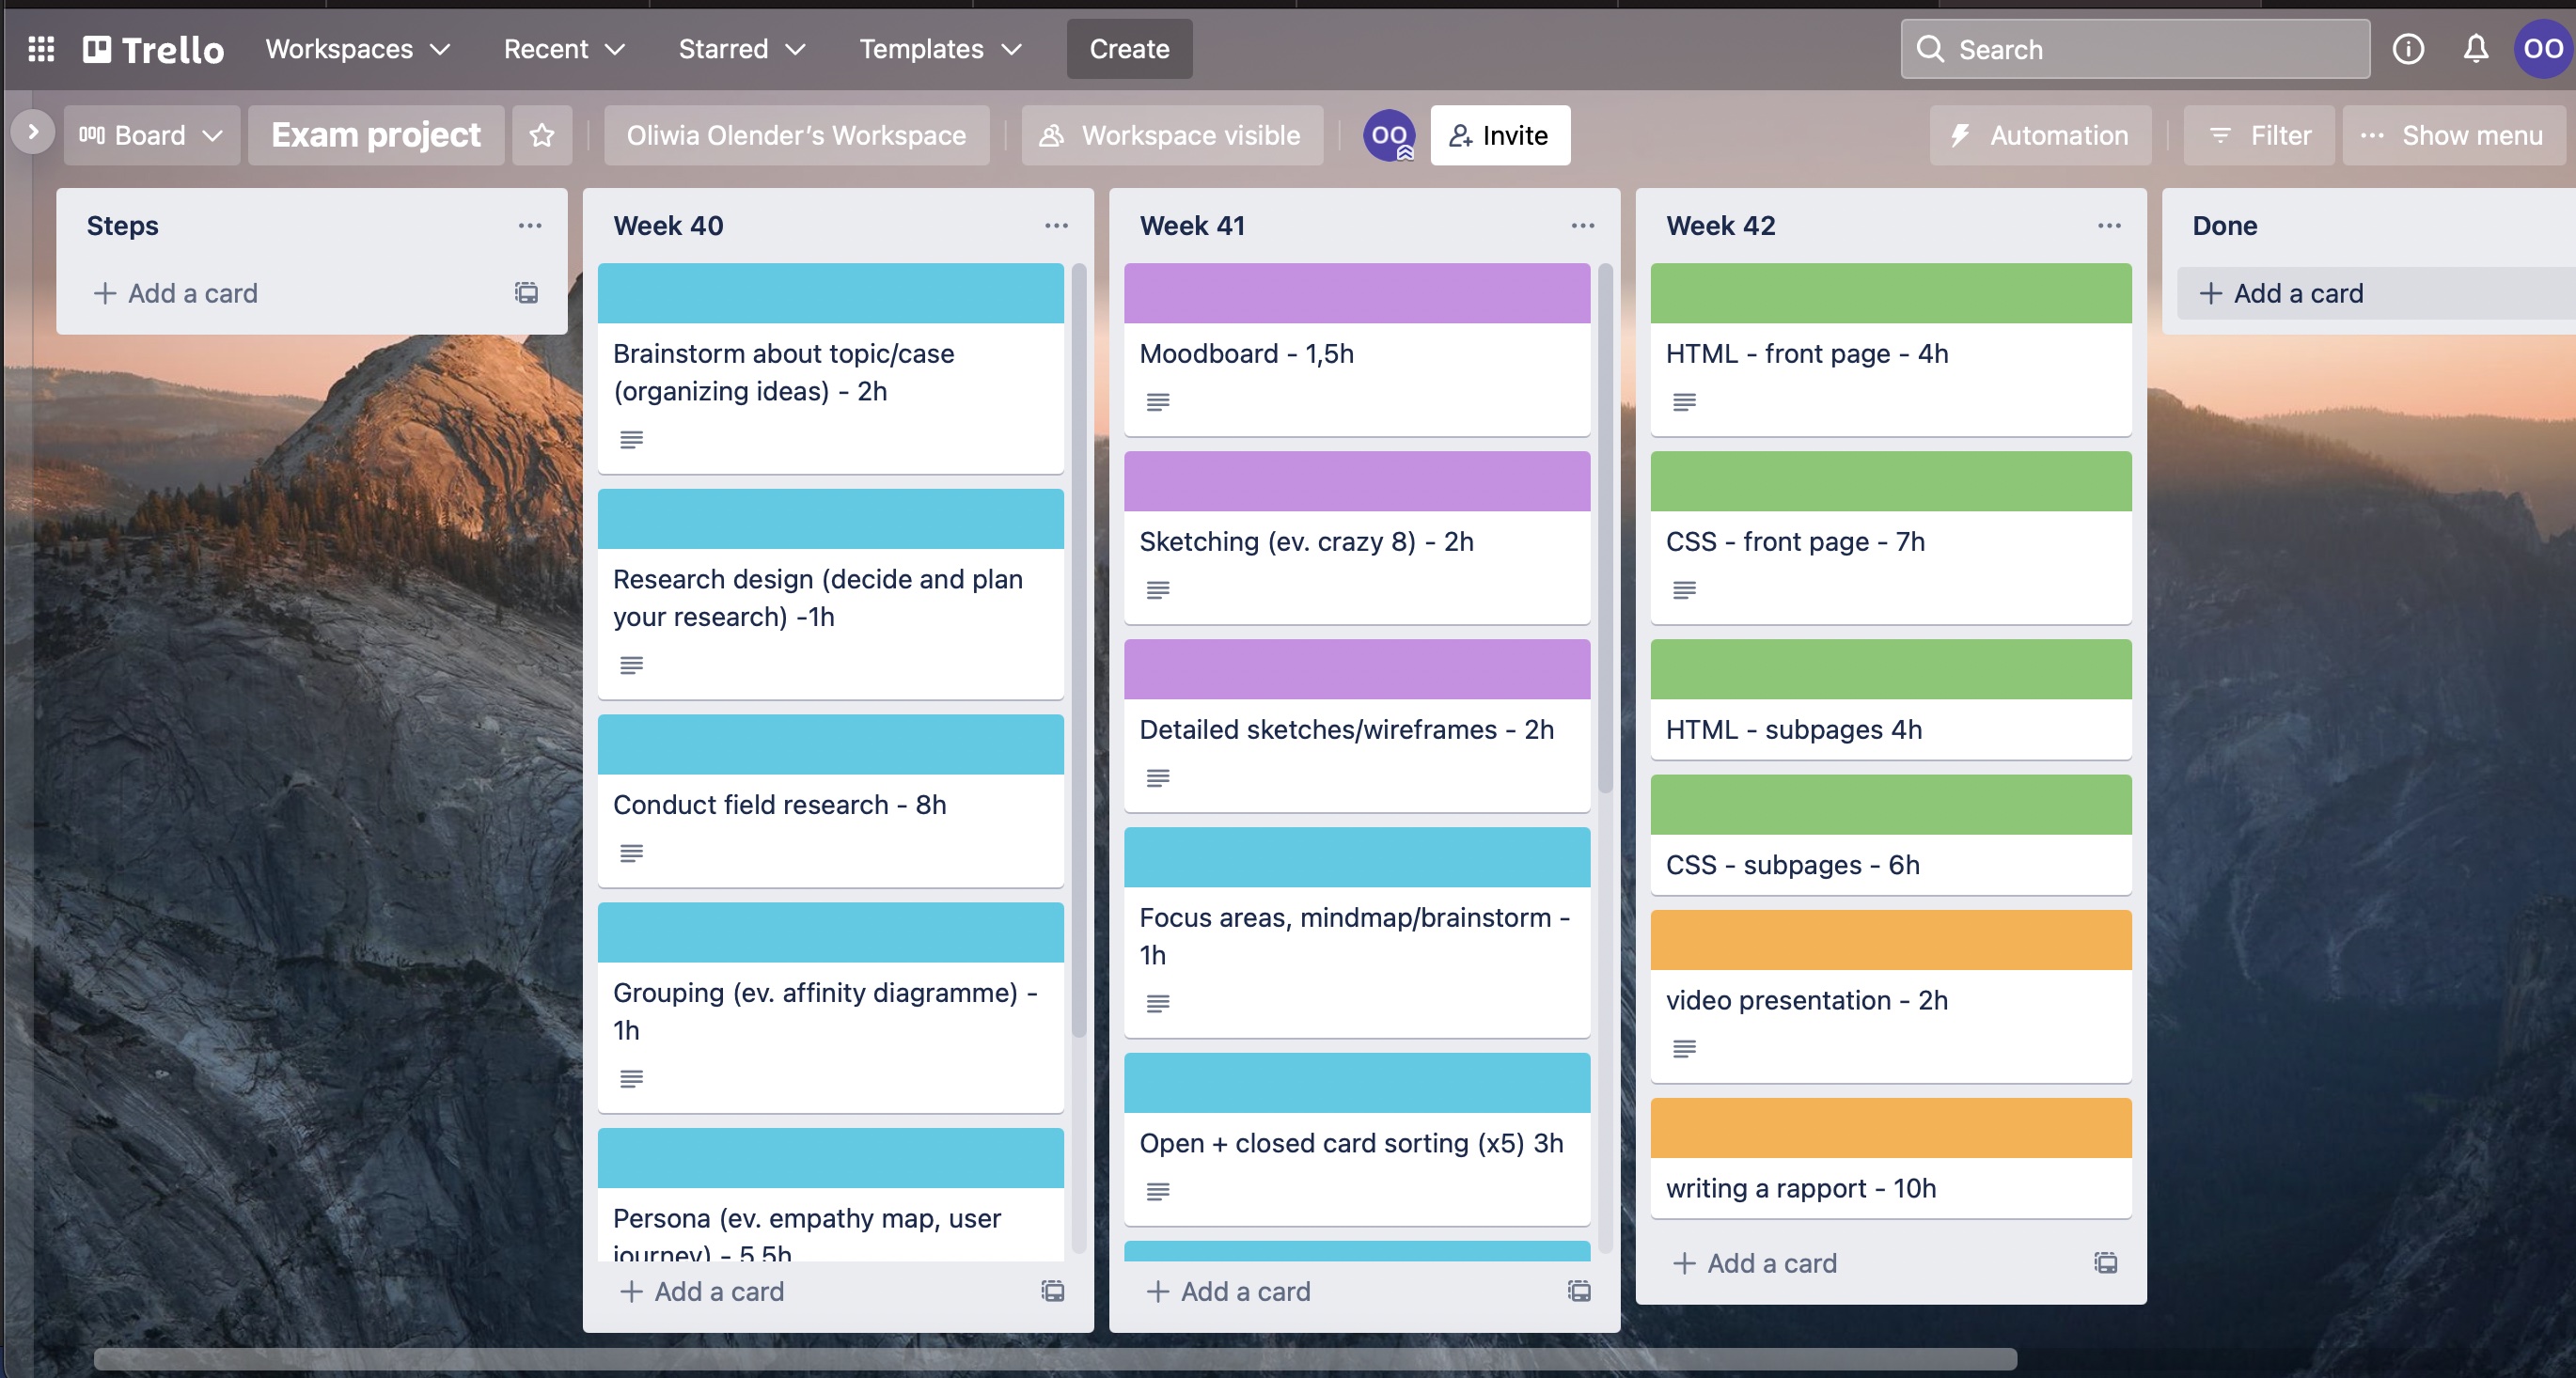 Trello
Workspaces
Recent
Starred
Templates
Create
Search
OO
Board
Exam project
Oliwia Olender's Workspace
Workspace visible
OO
Invite
Automation
Filter
Show menu
Steps
Add a card
Week 40
Brainstorm about topic/case
(organizing ideas) - 2h
Research design (decide and plan
your research) -1h
Conduct field research - 8h
Grouping (ev. affinity diagramme) -
1h
Persona (ev. empathy map, user
journey) - 5,5h
Add a card
Week 41
Moodboard - 1,5h
Sketching (ev. crazy 8) - 2h
Detailed sketches/wireframes - 2h
Focus areas, mindmap/brainstorm -
1h
Open + closed card sorting (x5) 3h
Add a card
Week 42
HTML - front page - 4h
CSS - front page - 7h
HTML - subpages 4h
CSS - subpages - 6h
video presentation - 2h
writing a rapport - 10h
Add a card
Done
Add a card